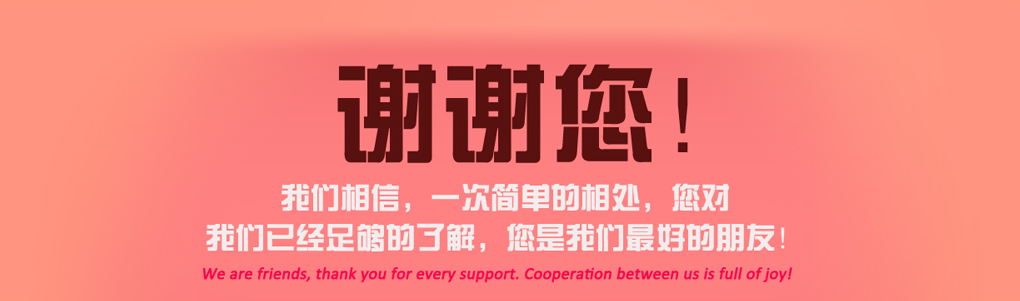 谢谢您!
我们相信，一次简单的相处，您对
我们已经足够的了解，您是我们最好的朋友!
We are friends, thank you for every support. Cooperation between us is full of joy!